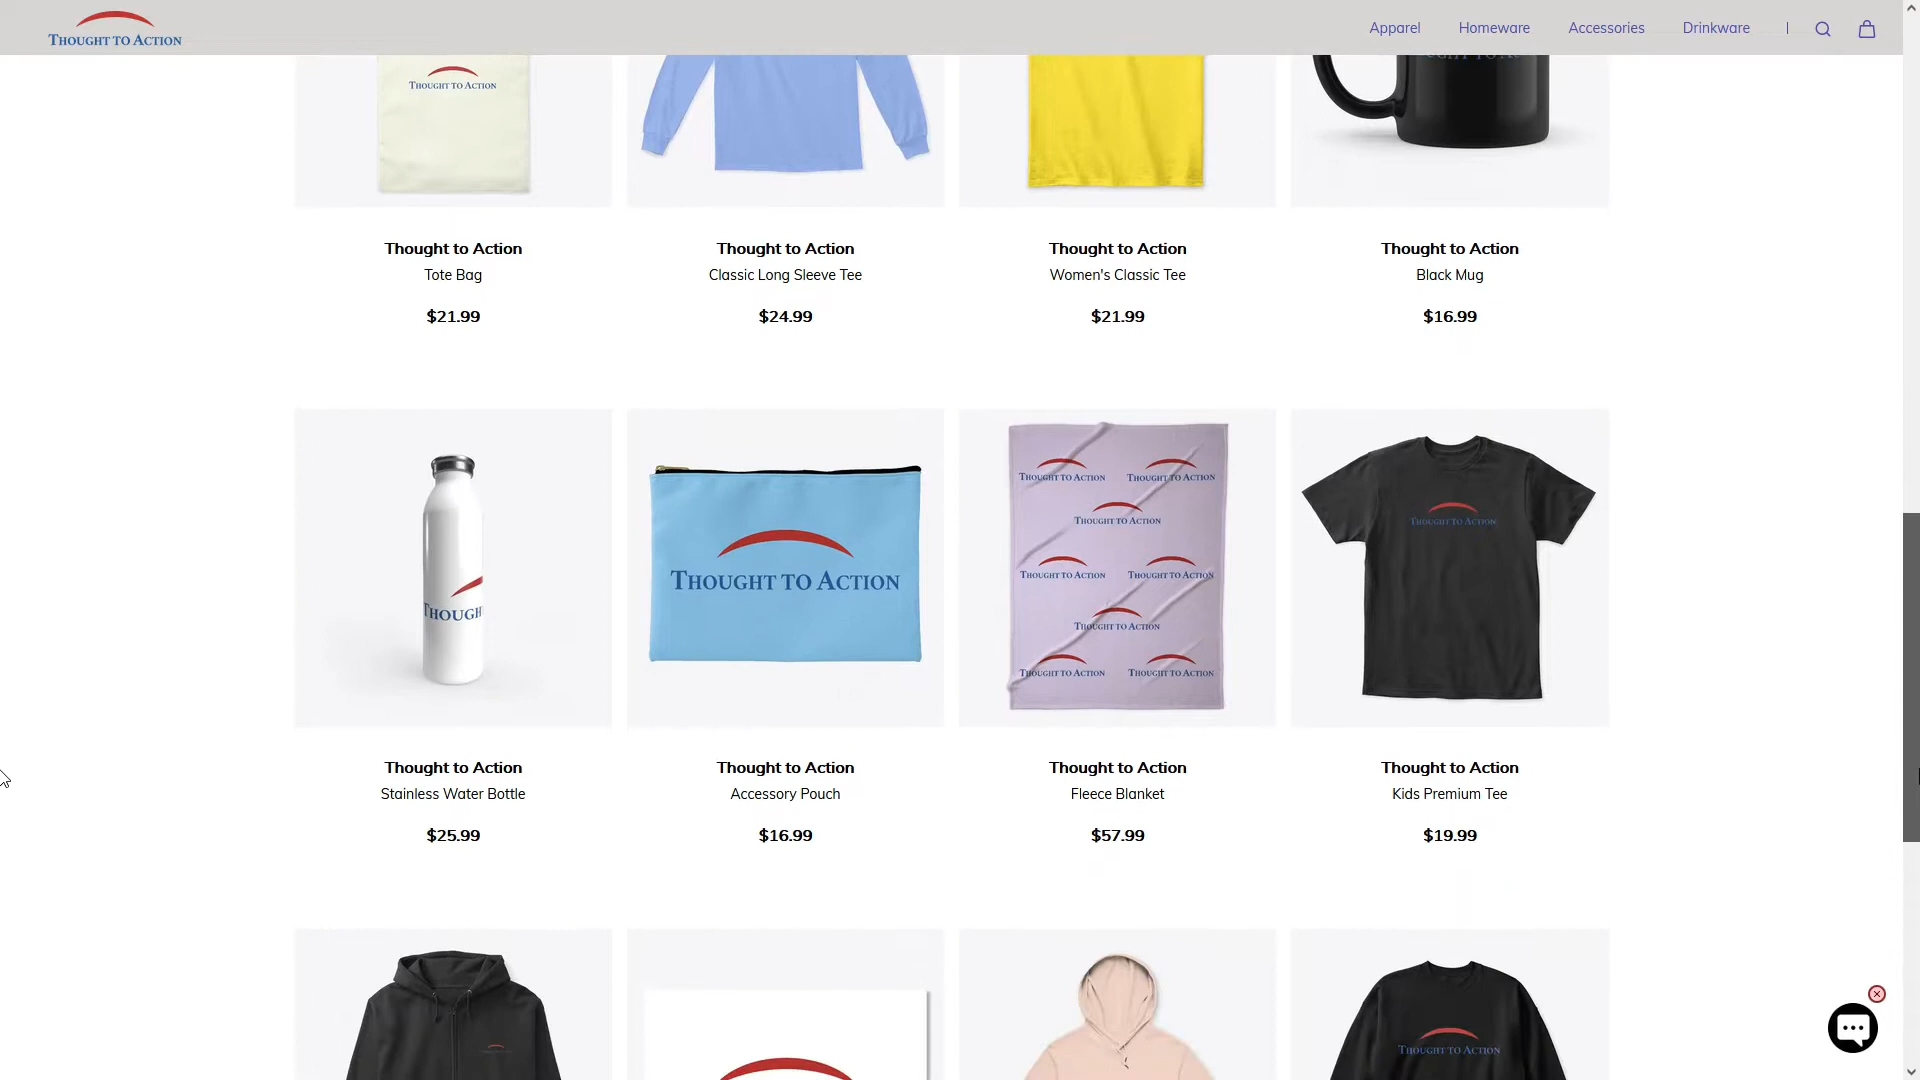 THOUGHT TO ACTION
Apparel Homeware Accessories Drinkware
THOUGHT TO ACTION
Thought to Action Thought to Action Thought to Action Thought to Action
Tote Bag Classic Long Sleeve Tee Women's Classic Tee Black Mug
$21.99 $24.99 $21.99 $16.99
THOUGH
THOUGHT TO ACTION
THOUGHT TO ACTION THOUGHT TO ACTION
THOUGHT TO ACTION
THOUGHT TO ACTION THOUGHT TO ACTION
THOUGHT TO ACTION
THOUGHT TO ACTION THOUGHT TO ACTION
THOUGHT TO ACTION
Thought to Action Thought to Action Thought to Action Thought to Action
Stainless Water Bottle Accessory Pouch Fleece Blanket Kids Premium Tee
$25.99 $16.99 $57.99 $19.99
THOUGHT TO ACTION